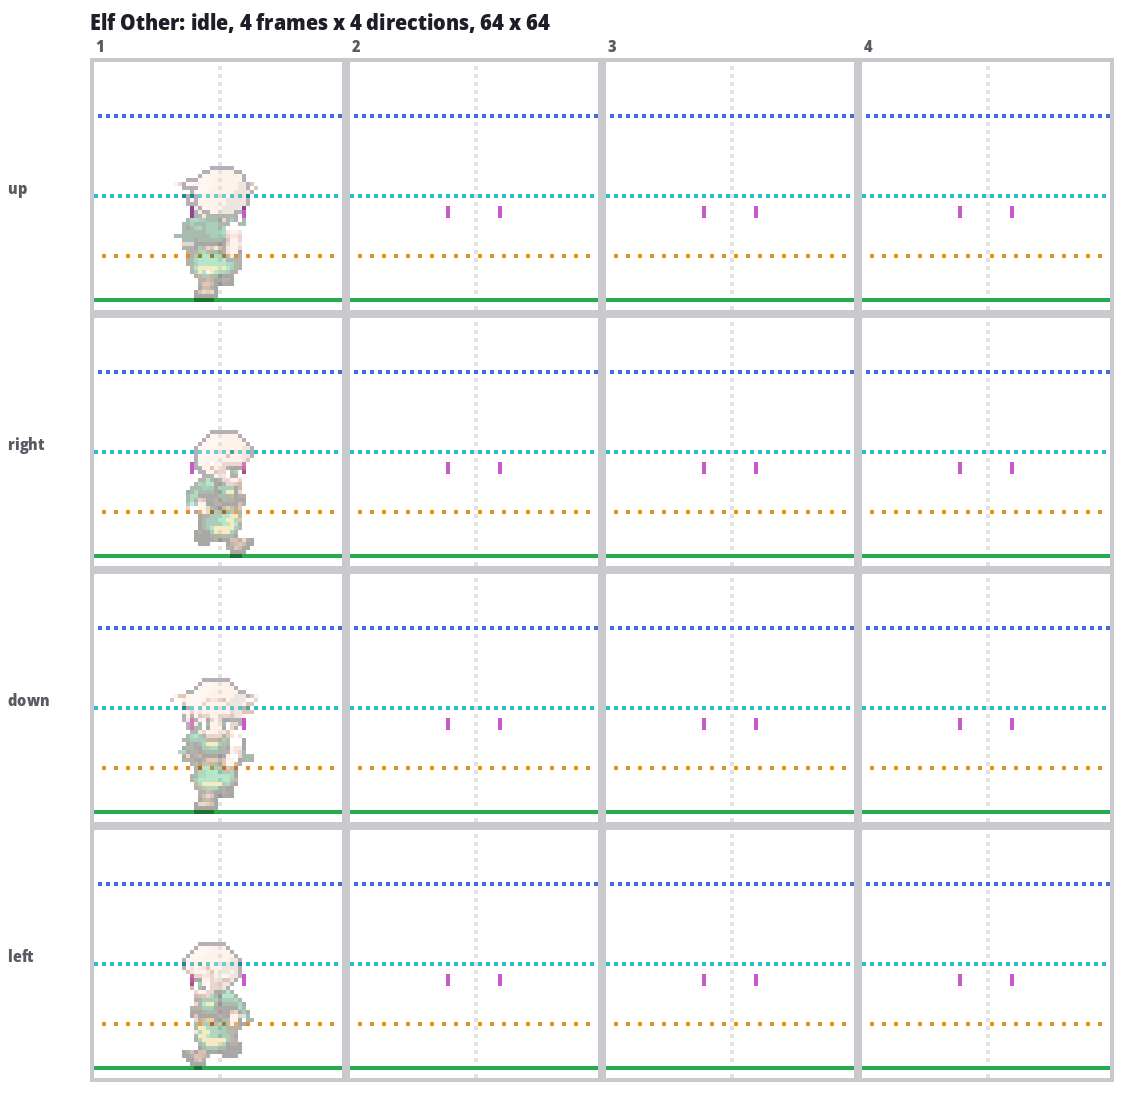 Elf Other: idle, 4 frames x 4 directions, 64 x 64
1 2 3 4
up
right
down
left